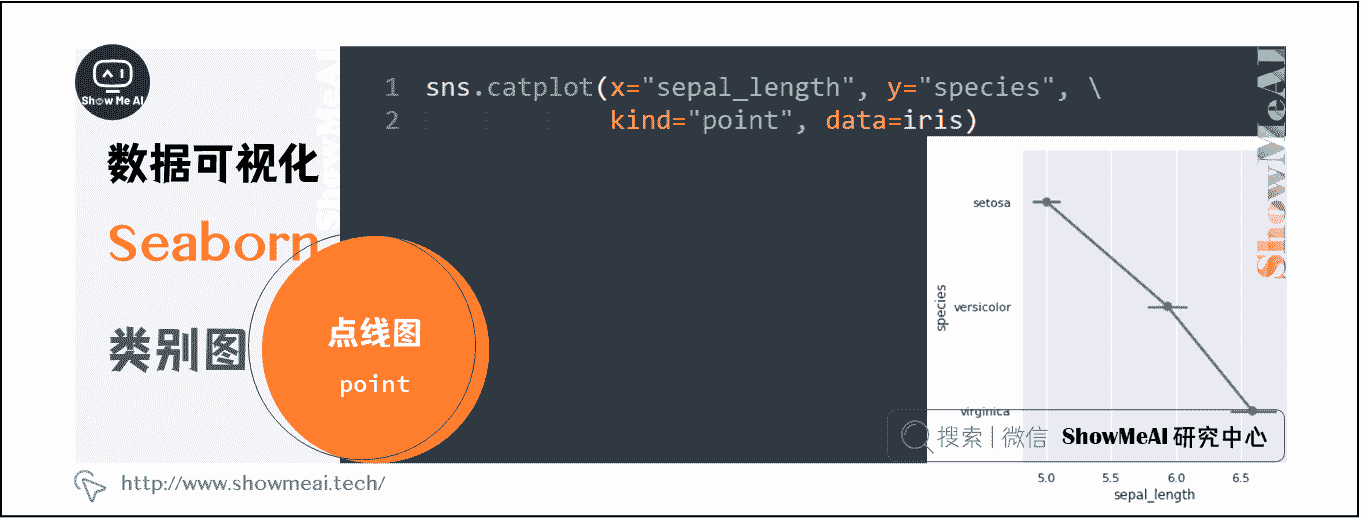 Show Me AI
数据可视化
Seaborn
类别图
点线图
point
http://www.showmeai.tech/
1 sns.catplot(x="sepal_length", y="species", \
2 kind="point", data=iris)
ShowMeAI
ShowMeAI
species
setosa
versicolor
virginica
5.0 5.5 6.0 6.5
sepal_length
搜索 | 微信 ShowMeAI 研究中心